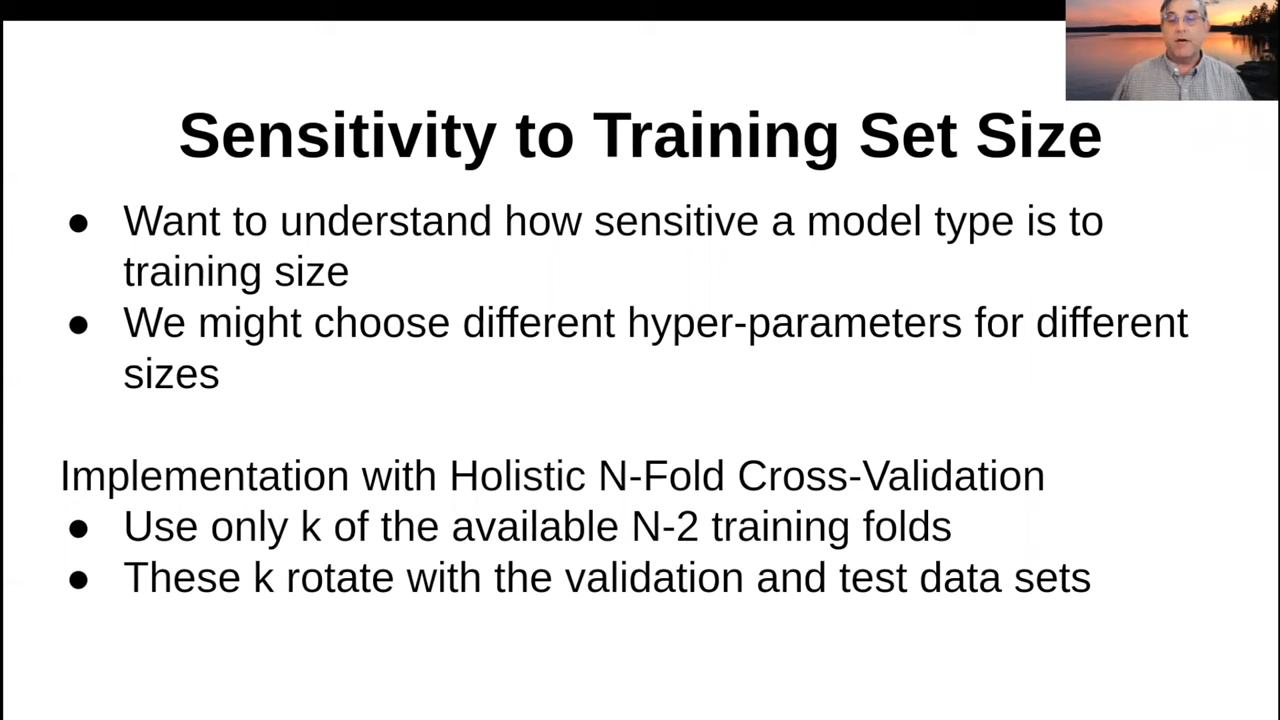 Sensitivity to Training Set Size
● Want to understand how sensitive a model type is to
training size
● We might choose different hyper-parameters for different
sizes
Implementation with Holistic N-Fold Cross-Validation
● Use only k of the available N-2 training folds
● These k rotate with the validation and test data sets